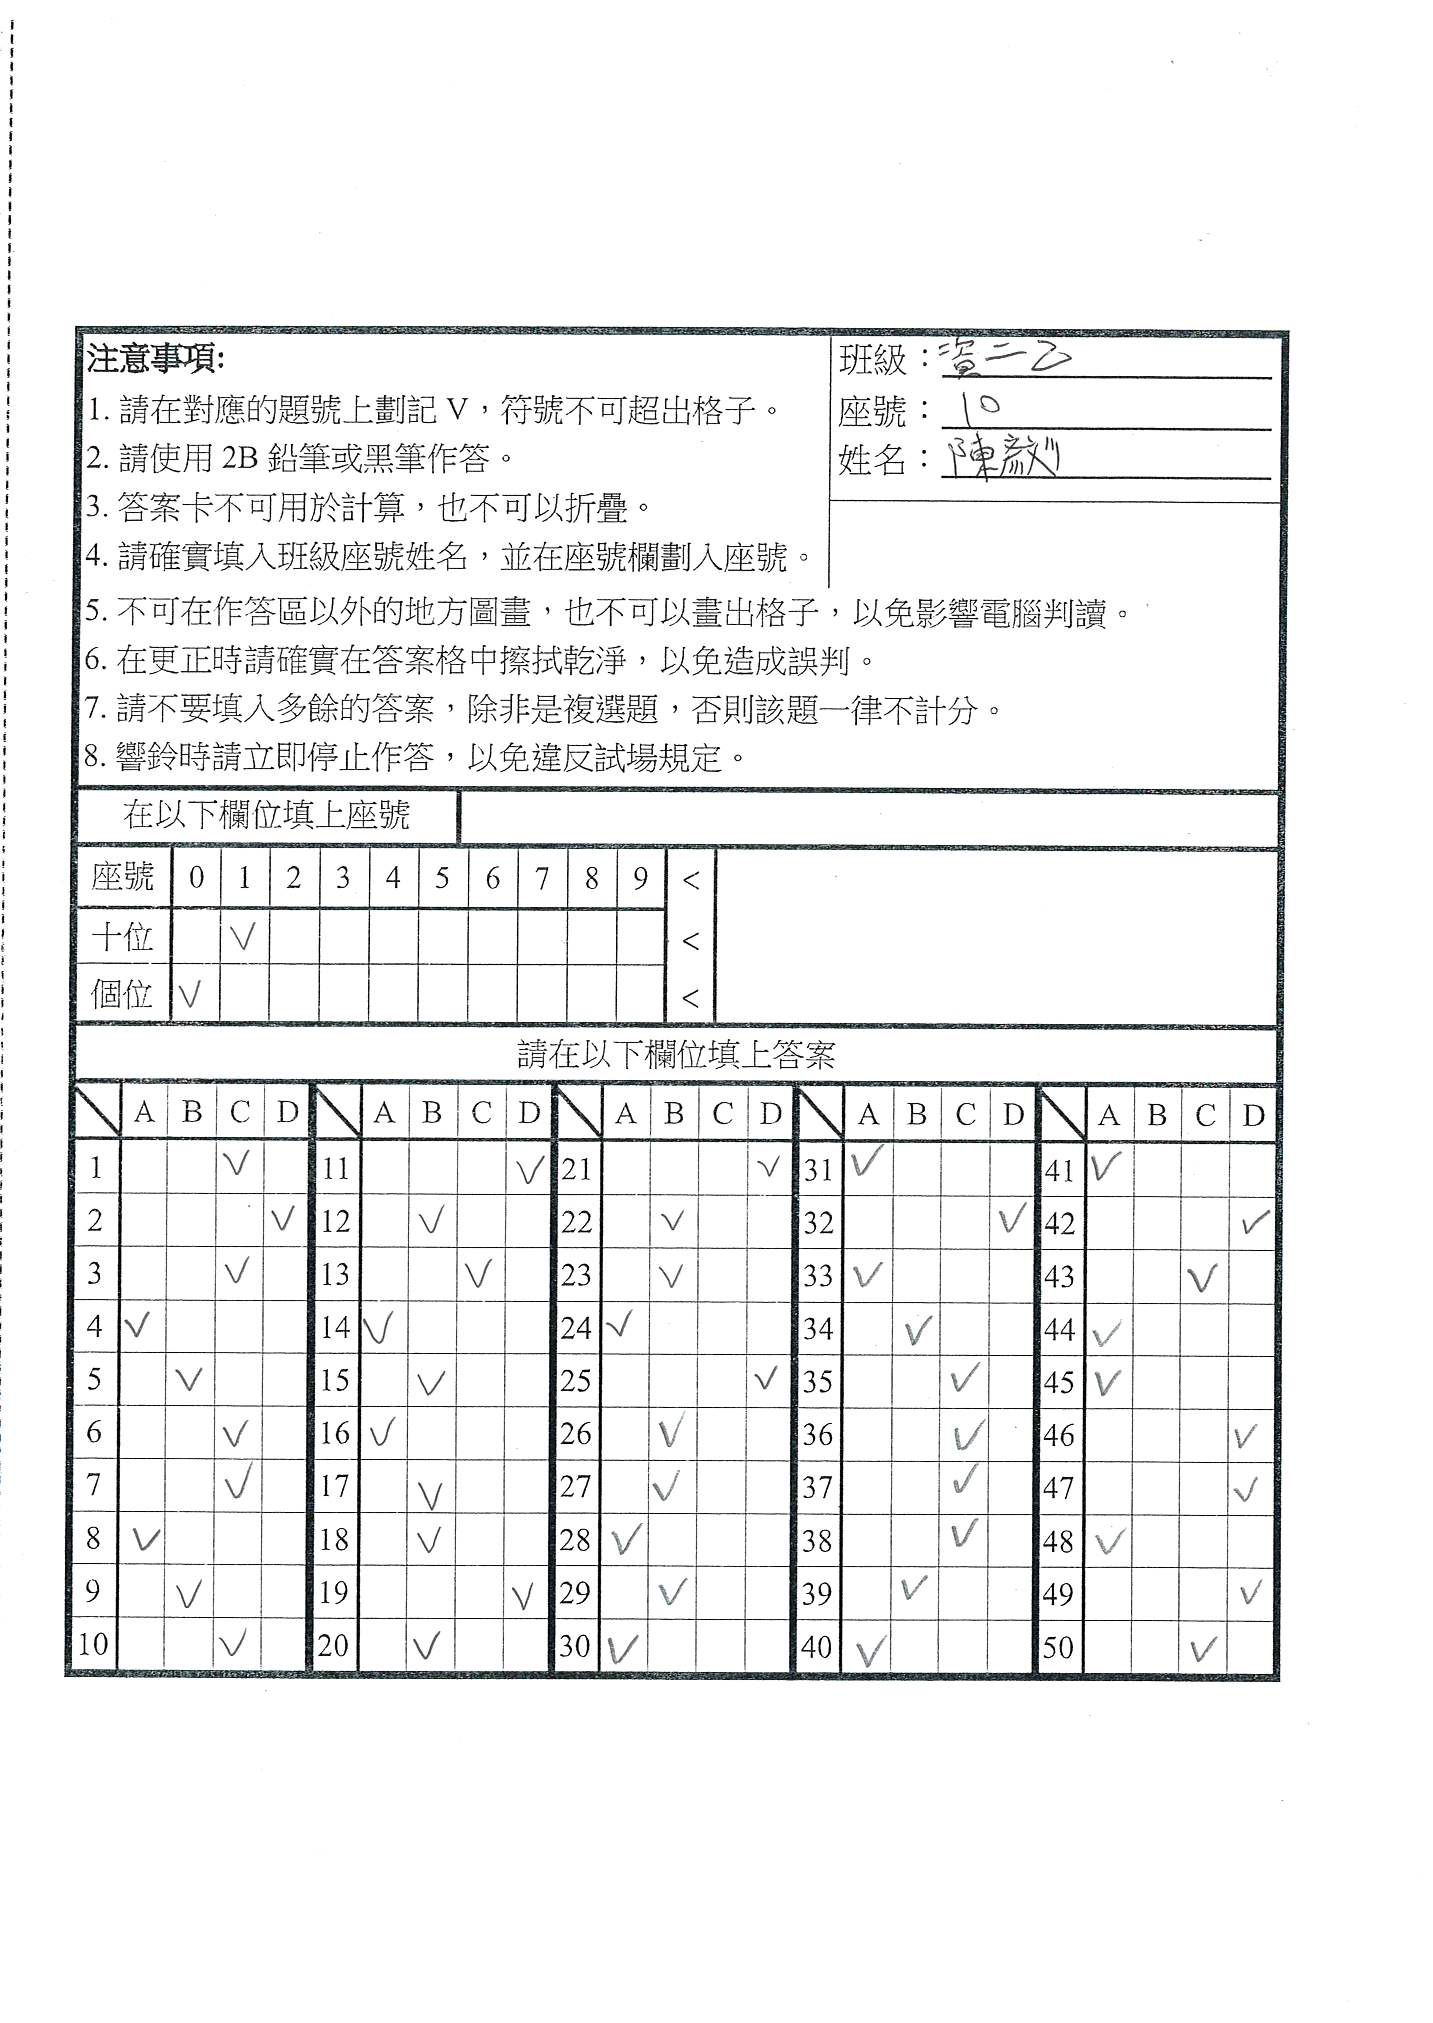 注意事項:
1. 請在對應的題號上劃記 V，符號不可超出格子。
2. 請使用 2B 鉛筆或黑筆作答。
3. 答案卡不可用於計算，也不可以折疊。
4. 請確實填入班級座號姓名，並在座號欄劃入座號。
班級：資二乙
座號：10
姓名：陳彥
5. 不可在作答區以外的地方圖畫，也不可以畫出格子，以免影響電腦判讀。
6. 在更正時請確實在答案格中擦拭乾淨，以免造成誤判。
7. 請不要填入多餘的答案，除非是複選題，否則該題一律不計分。
8. 響鈴時請立即停止作答，以免違反試場規定。
在以下欄位填上座號
座號 0 1 2 3 4 5 6 7 8 9 <
十位 V <
個位 V <
請在以下欄位填上答案
A B C D A B C D A B C D A B C D A B C D
1 V 11 V 21 V 31 V 41 V
2 V 12 V 22 V 32 V 42 V
3 V 13 V 23 V 33 V 43 V
4 V 14 V 24 V 34 V 44 V
5 V 15 V 25 V 35 V 45 V
6 V 16 V 26 V 36 V 46 V
7 V 17 V 27 V 37 V 47 V
8 V 18 V 28 V 38 V 48 V
9 V 19 V 29 V 39 V 49 V
10 V 20 V 30 V 40 V 50 V